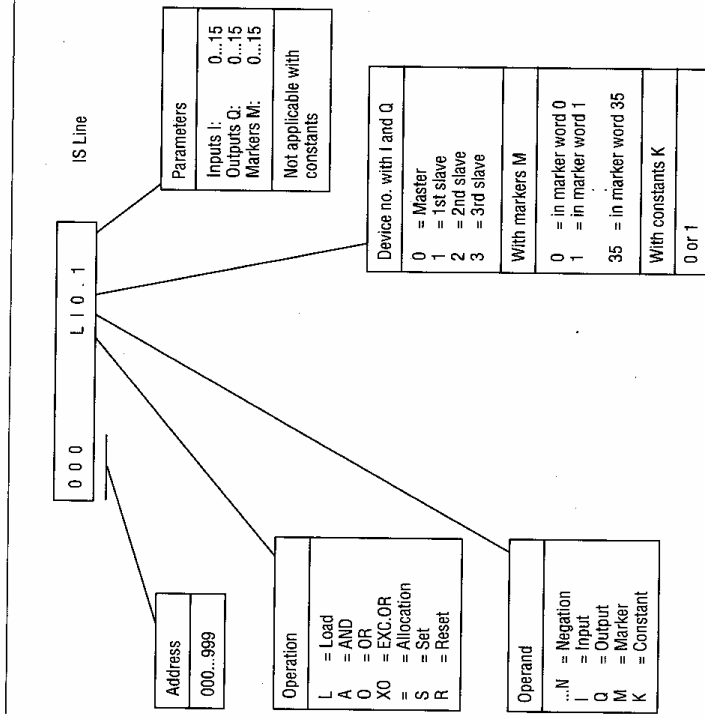 IS Line
0 0 0 L I 0 . 1
Address
000...999
Operation
L = Load
A = AND
O = OR
XO = EXC.OR
= = Allocation
S = Set
R = Reset
Operand
...N = Negation
I = Input
Q = Output
M = Marker
K = Constant
Parameters
Inputs I: 0...15
Outputs Q: 0...15
Markers M: 0...15
Not applicable with
constants
Device no. with I and Q
0 = Master
1 = 1st slave
2 = 2nd slave
3 = 3rd slave
With markers M
0 = in marker word 0
1 = in marker word 1
35 = in marker word 35
With constants K
0 or 1